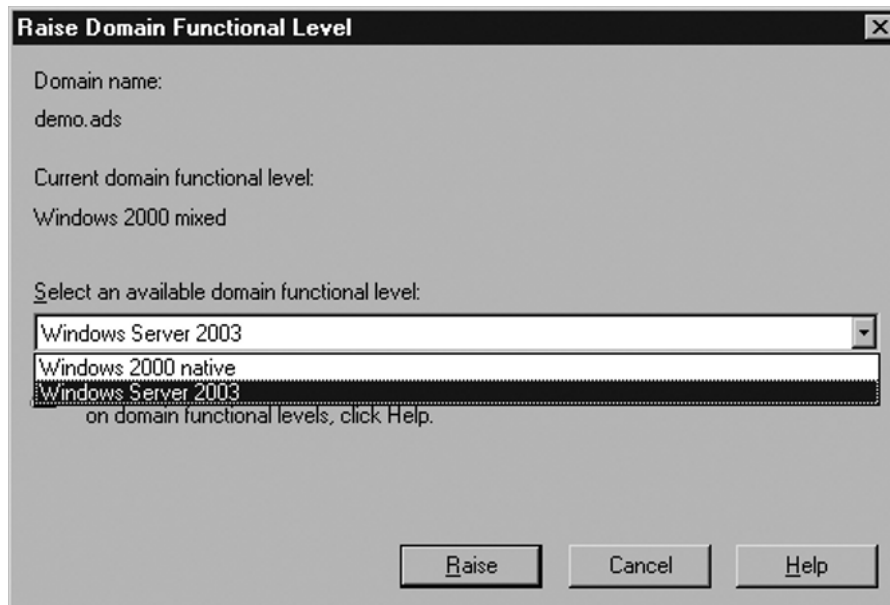 Raise Domain Functional Level
Domain name:
demo.ads
Current domain functional level:
Windows 2000 mixed
Select an available domain functional level:
Windows Server 2003
Windows 2000 native
Windows Server 2003
on domain functional levels, click Help.
Raise
Cancel
Help